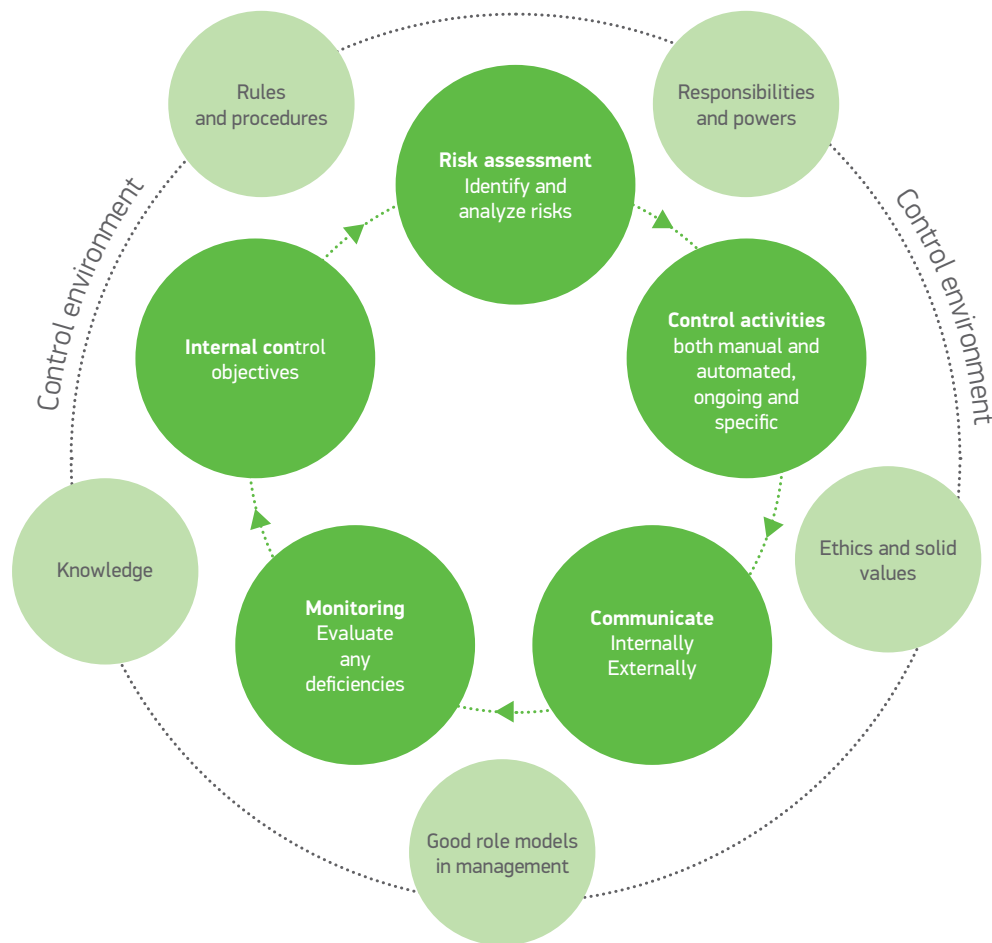 Rules
and procedures
Responsibilities
and powers
Risk assessment
Identify and
analyze risks
Control environment
Control environment
Internal control
objectives
Control activities
both manual and
automated,
ongoing and
specific
Knowledge
Ethics and solid
values
Monitoring
Evaluate
any
deficiencies
Communicate
Internally
Externally
Good role models
in management